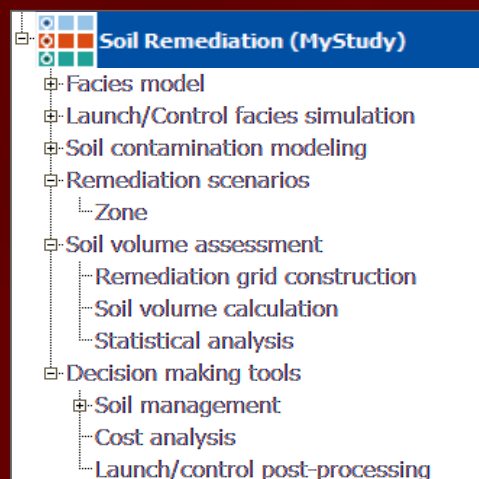 Soil Remediation (MyStudy)
Facies model
Launch/Control facies simulation
Soil contamination modeling
Remediation scenarios
Zone
Soil volume assessment
Remediation grid construction
Soil volume calculation
Statistical analysis
Decision making tools
Soil management
Cost analysis
Launch/control post-processing